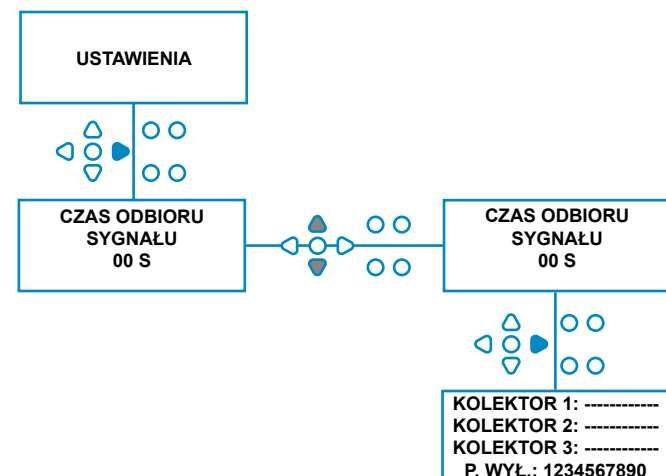 USTAWIENIA
CZAS ODBIORU
SYGNAŁU
00 S
CZAS ODBIORU
SYGNAŁU
00 S
KOLEKTOR 1: ------------
KOLEKTOR 2: ------------
KOLEKTOR 3: ------------
P. WYŁ.: 1234567890